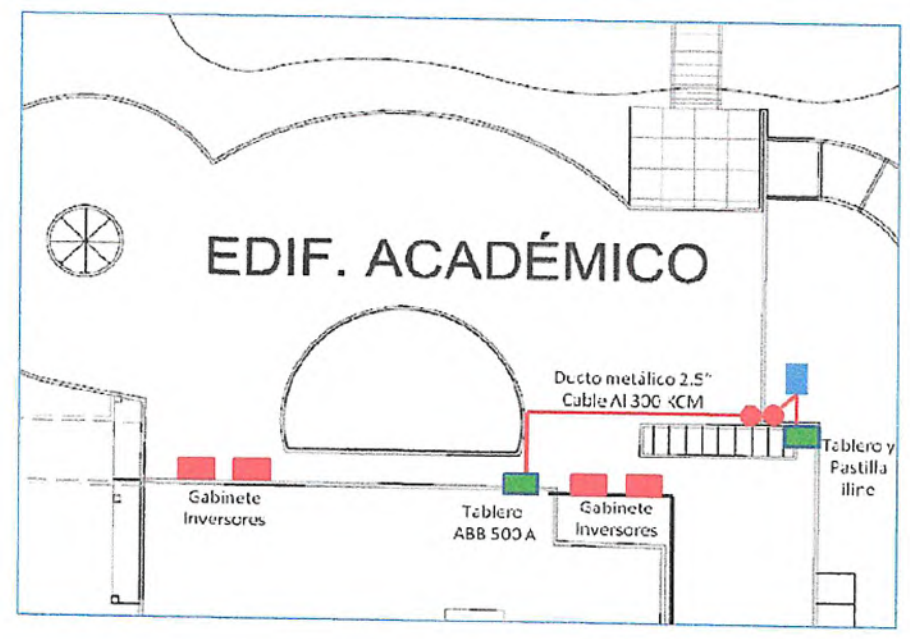 EDIF. ACADÉMICO
Ducto metálico 2.5"
Cable Al 300 KCM
Tablero y
Pastilla
iline
Gabinete
Inversores
Tablero
ABB 500 A
Gabinete
Inversores